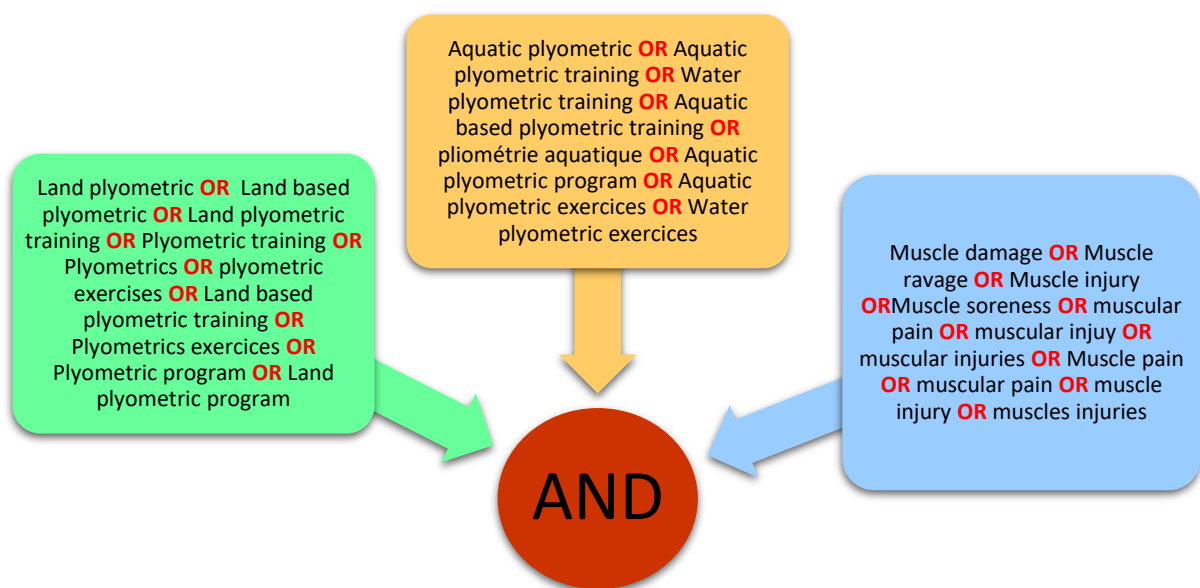 Land plyometric OR Land based
plyometric OR Land plyometric
training OR Plyometric training OR
Plyometrics OR plyometric
exercises OR Land based
plyometric training OR
Plyometrics exercices OR
Plyometric program OR Land
plyometric program
Aquatic plyometric OR Aquatic
plyometric training OR Water
plyometric training OR Aquatic
based plyometric training OR
pliométrie aquatique OR Aquatic
plyometric program OR Aquatic
plyometric exercices OR Water
plyometric exercices
Muscle damage OR Muscle
ravage OR Muscle injury
ORMuscle soreness OR muscular
pain OR muscular injuy OR
muscular injuries OR Muscle pain
OR muscular pain OR muscle
injury OR muscles injuries
AND